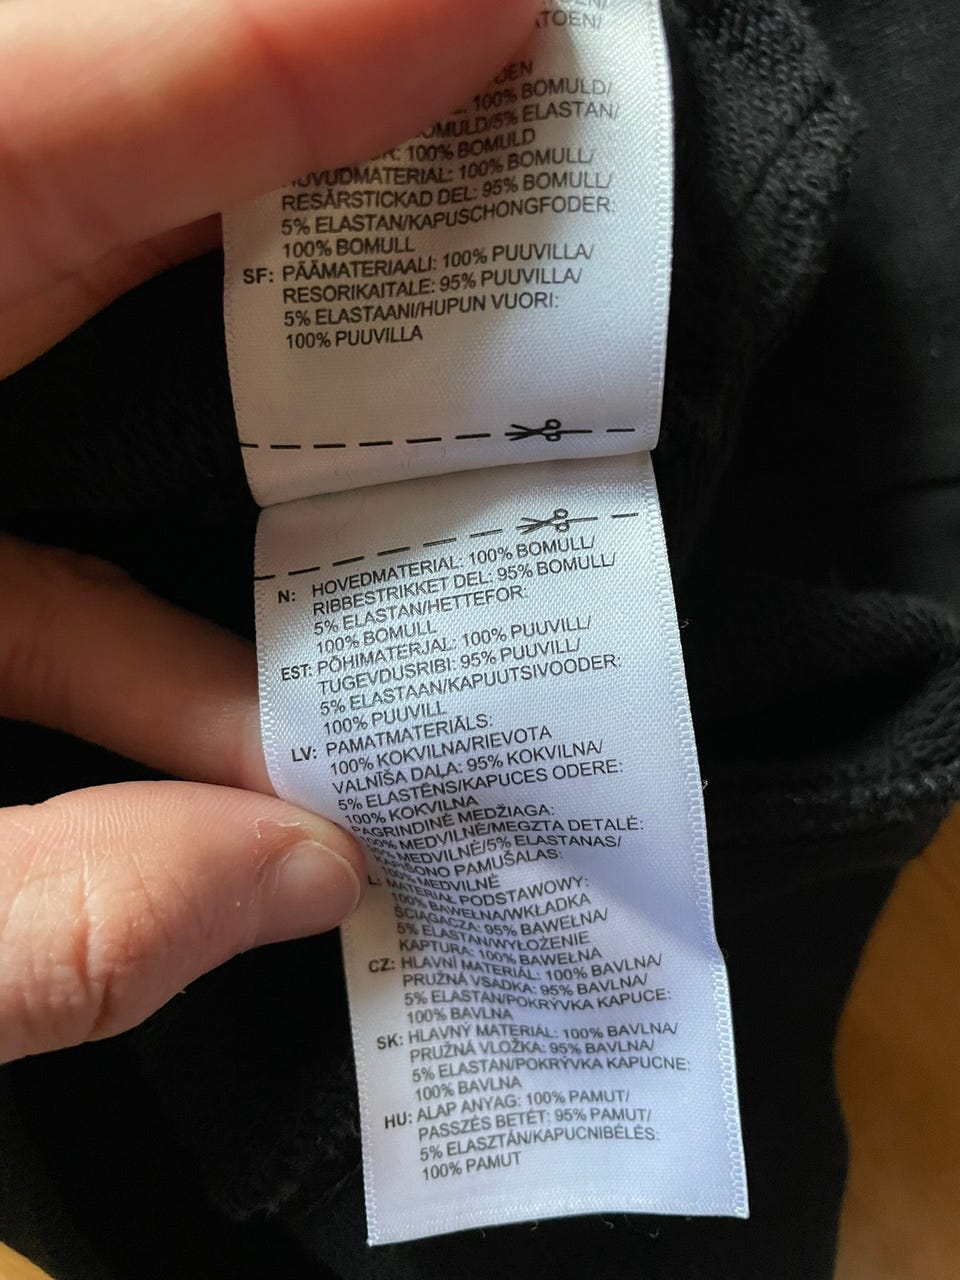 100% BOMULD/
5% ELASTAN/
100% BOMULD
100% BOMULL/
RESÅRSTICKAD DEL: 95% BOMULL/
5% ELASTAN/KAPUSCHONGFODER:
100% BOMULL
SF: PÄÄMATERIAALI: 100% PUUVILLA/
RESORIKAITALE: 95% PUUVILLA/
5% ELASTAANI/HUPUN VUORI:
100% PUUVILLA
N: HOVEDMATERIAL: 100% BOMULL/
RIBBESTRIKKET DEL: 95% BOMULL/
5% ELASTAN/HETTEFOR:
100% BOMULL
EST: PÕHIMATERJAL: 100% PUUVILL/
TUGEVDUSRIBI: 95% PUUVILL/
5% ELASTAAN/KAPUUTSIVOODER:
100% PUUVILL
LV: PAMATMATERIĀLS:
100% KOKVILNA/RIEVOTA
VALNĪŠA DAĻA: 95% KOKVILNA/
5% ELASTĒNS/KAPUCES ODERE:
100% KOKVILNA
PAGRINDINĖ MEDŽIAGA:
100% MEDVILNĖ/MEGZTA DETALĖ:
MEDVILNĖ/5% ELASTANAS/
KAPIŠONO PAMUŠALAS:
100% MEDVILNĖ
MATERIAŁ PODSTAWOWY:
100% BAWEŁNA/WKŁADKA
ŚCIĄGACZA: 95% BAWEŁNA/
5% ELASTAN/WYŁOŻENIE
KAPTURA: 100% BAWEŁNA
CZ: HLAVNÍ MATERIÁL: 100% BAVLNA/
PRUŽNÁ VSADKA: 95% BAVLNA/
5% ELASTAN/POKRÝVKA KAPUCE:
100% BAVLNA
SK: HLAVNÝ MATERIÁL: 100% BAVLNA/
PRUŽNÁ VLOŽKA: 95% BAVLNA/
5% ELASTAN/POKRÝVKA KAPUCNE:
100% BAVLNA
HU: ALAP ANYAG: 100% PAMUT/
PASSZÉS BETÉT: 95% PAMUT/
5% ELASZTÁN/KAPUCNIBÉLÉS:
100% PAMUT